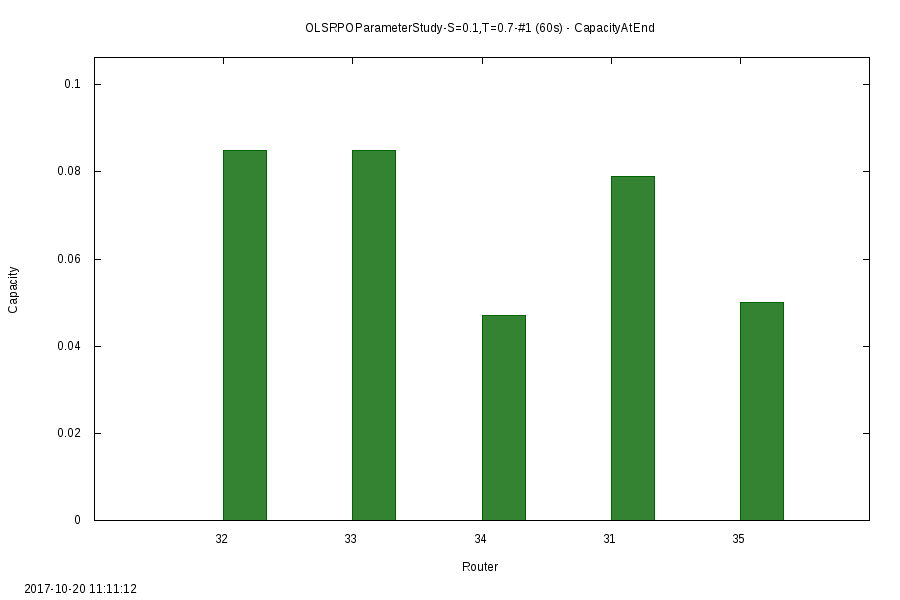 OLSRPOParameterStudy-S=0.1,T=0.7-#1 (60s) - CapacityAtEnd
0.1
0.08
0.06
0.04
0.02
0
Capacity
32 33 34 31 35
Router
2017-10-20 11:11:12